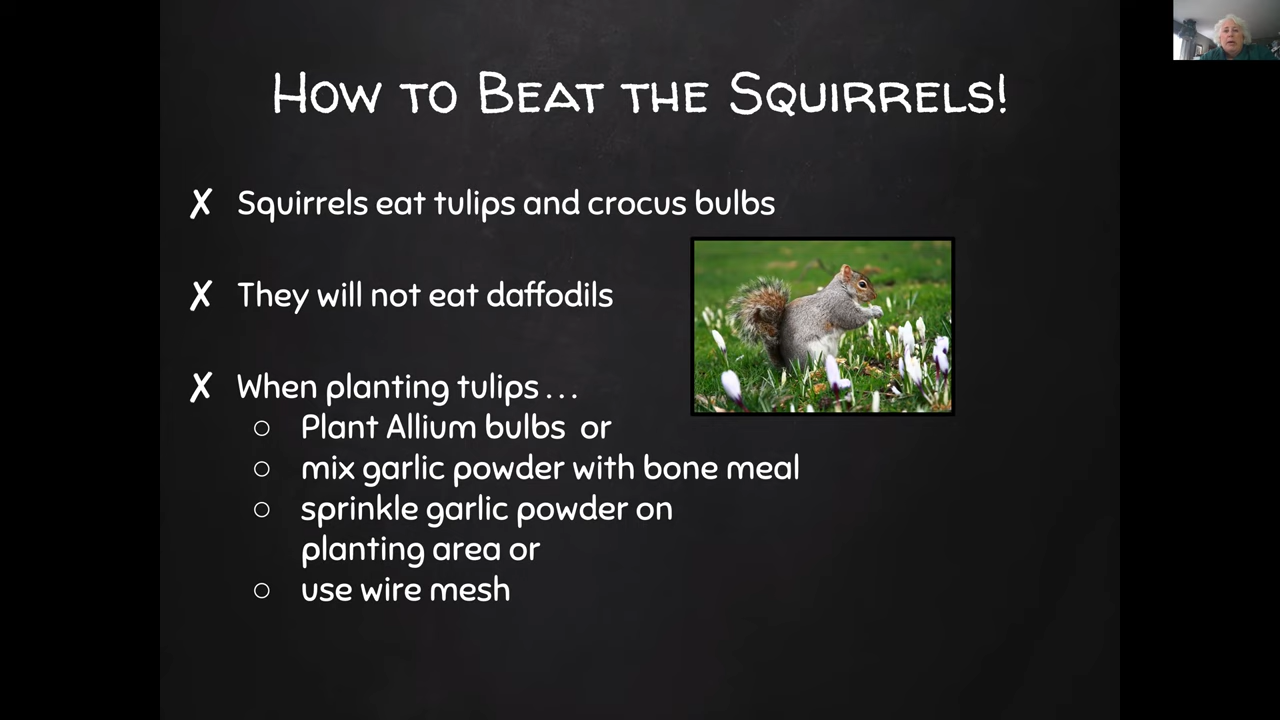 How to Beat the Squirrels!
✗ Squirrels eat tulips and crocus bulbs
✗ They will not eat daffodils
✗ When planting tulips...
○ Plant Allium bulbs or
○ mix garlic powder with bone meal
○ sprinkle garlic powder on
planting area or
○ use wire mesh